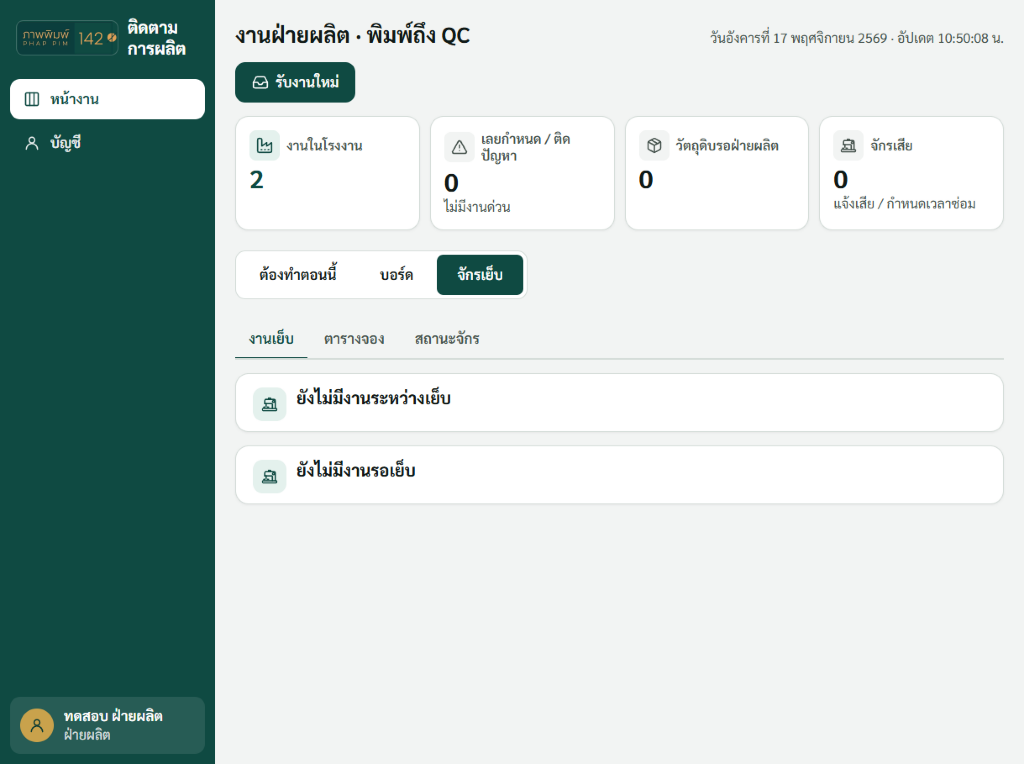 ภาพพิมพ์
PHAP PIM
142
ติดตาม
การผลิต
หน้างาน
บัญชี
ทดสอบ ฝ่ายผลิต
ฝ่ายผลิต
งานฝ่ายผลิต · พิมพ์ถึง QC
วันอังคารที่ 17 พฤศจิกายน 2569 · อัปเดต 10:50:08 น.
รับงานใหม่
งานในโรงงาน
2
เลยกำหนด / ติด
ปัญหา
0
ไม่มีงานด่วน
วัตถุดิบรอฝ่ายผลิต
0
จักรเสีย
0
แจ้งเสีย / กำหนดเวลาซ่อม
ต้องทำตอนนี้
บอร์ด
จักรเย็บ
งานเย็บ
ตารางจอง
สถานะจักร
ยังไม่มีงานระหว่างเย็บ
ยังไม่มีงานรอเย็บ